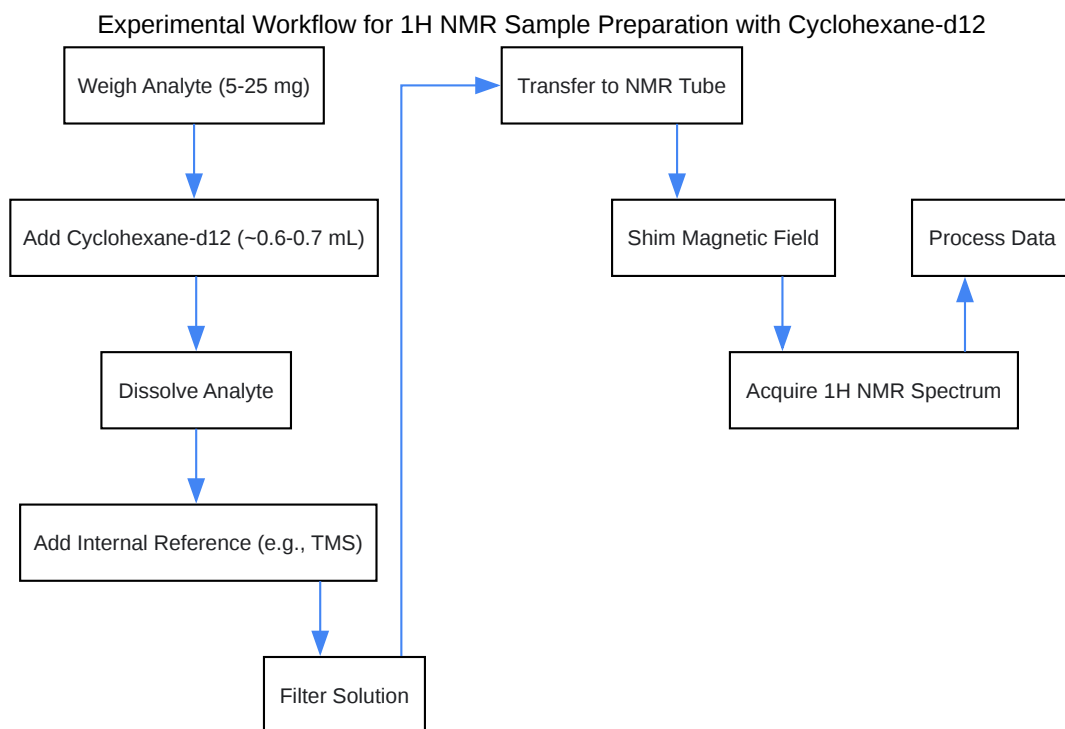 Experimental Workflow for 1H NMR Sample Preparation with Cyclohexane-d12
Weigh Analyte (5-25 mg)
Add Cyclohexane-d12 (~0.6-0.7 mL)
Dissolve Analyte
Add Internal Reference (e.g., TMS)
Filter Solution
Transfer to NMR Tube
Shim Magnetic Field
Acquire 1H NMR Spectrum
Process Data